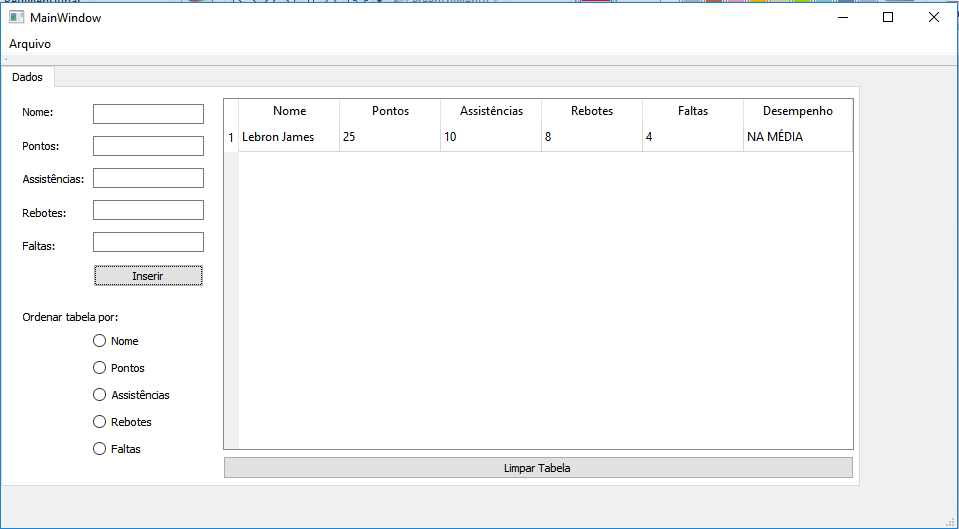 MainWindow
Arquivo
Dados
Nome:
Pontos:
Assistências:
Rebotes:
Faltas:
Inserir
Ordenar tabela por:
Nome
Pontos
Assistências
Rebotes
Faltas
Nome Pontos Assistências Rebotes Faltas Desempenho
1 Lebron James 25 10 8 4 NA MÉDIA
Limpar Tabela